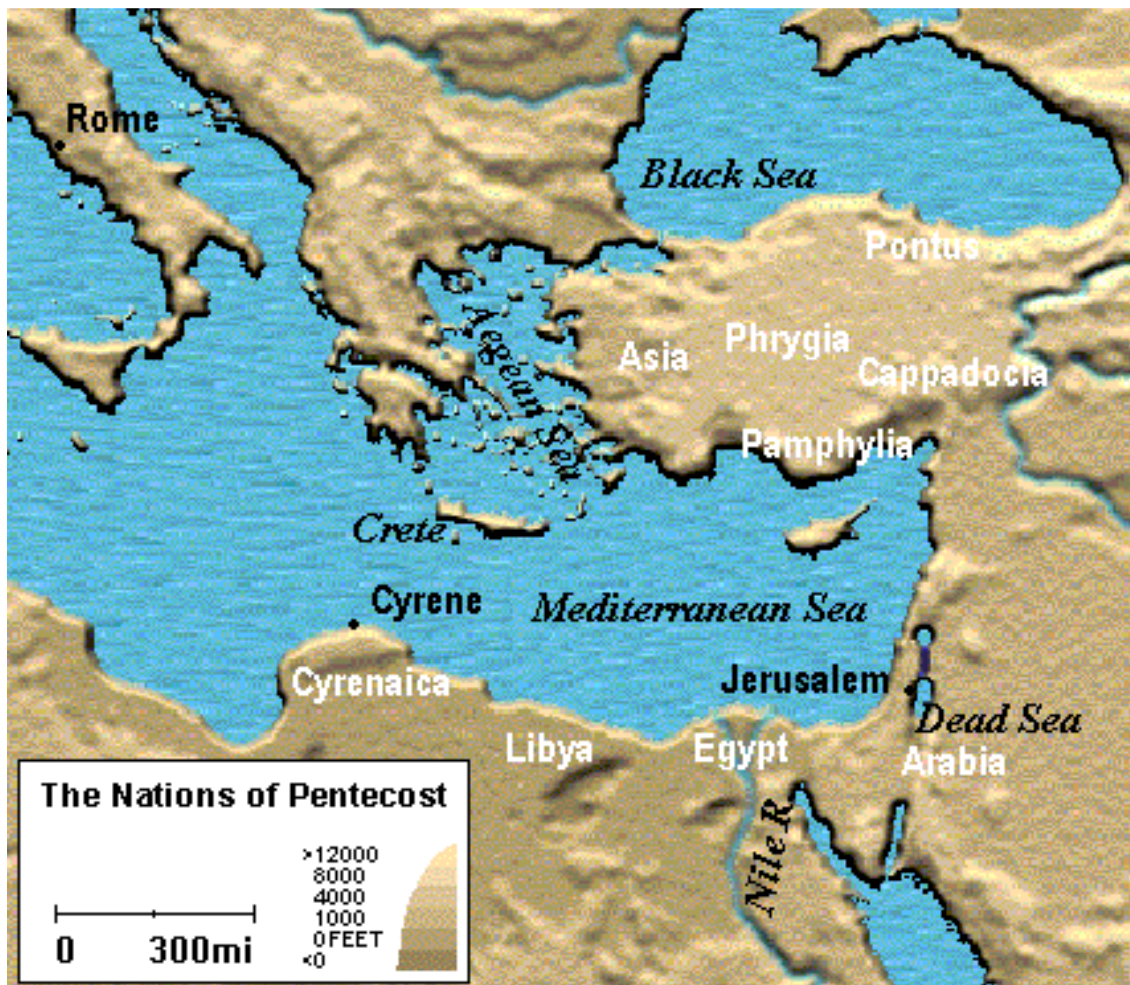 Rome
Black Sea
Pontus
Aegean Sea
Phrygia
Asia
Cappadocia
Pamphylia
Crete
Cyrene
Mediterranean Sea
Cyrenaica
Jerusalem
Dead Sea
Libya
Egypt
Arabia
Nile R
The Nations of Pentecost
>12000
8000
4000
1000
0 FEET
<0
0 300mi